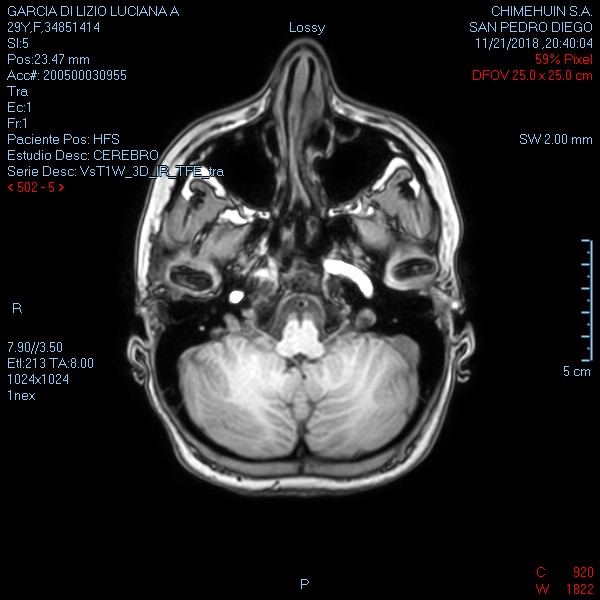 GARCIA DI LIZIO LUCIANA A
29Y,F,34851414
Sl:5
Pos:23.47 mm
Acc#: 200500030955
Tra
Ec:1
Fr:1
Paciente Pos: HFS
Estudio Desc: CEREBRO
Serie Desc: VsT1W_3D_IR_TFE_tra
< 502 - 5 >
Lossy
CHIMEHUIN S.A.
SAN PEDRO DIEGO
11/21/2018 ,20:40:04
59% Pixel
DFOV 25.0 x 25.0 cm
SW 2.00 mm
R
7.90//3.50
Etl:213 TA:8.00
1024x1024
1nex
5 cm
P
C 920
W 1822